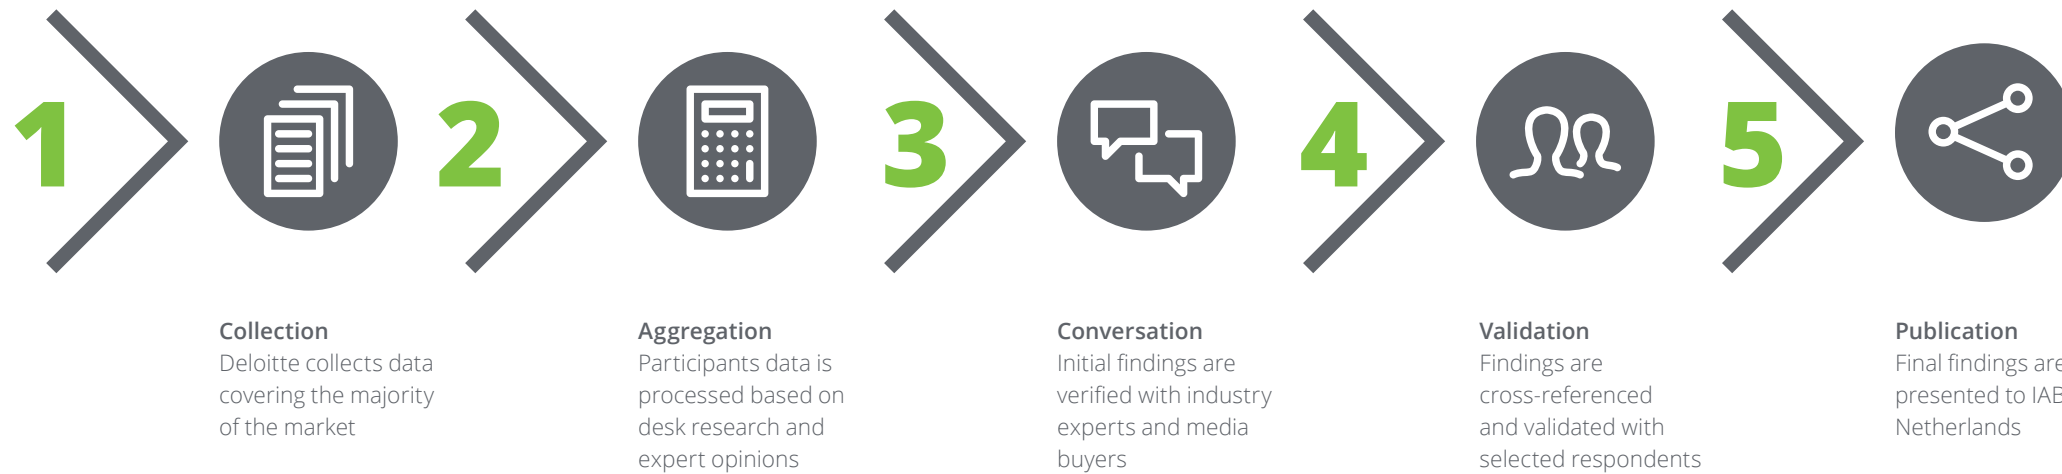 1
Collection
Deloitte collects data
covering the majority
of the market
2
Aggregation
Participants data is
processed based on
desk research and
expert opinions
3
Conversation
Initial findings are
verified with industry
experts and media
buyers
4
Validation
Findings are
cross-referenced
and validated with
selected respondents
5
Publication
Final findings are
presented to IAB
Netherlands